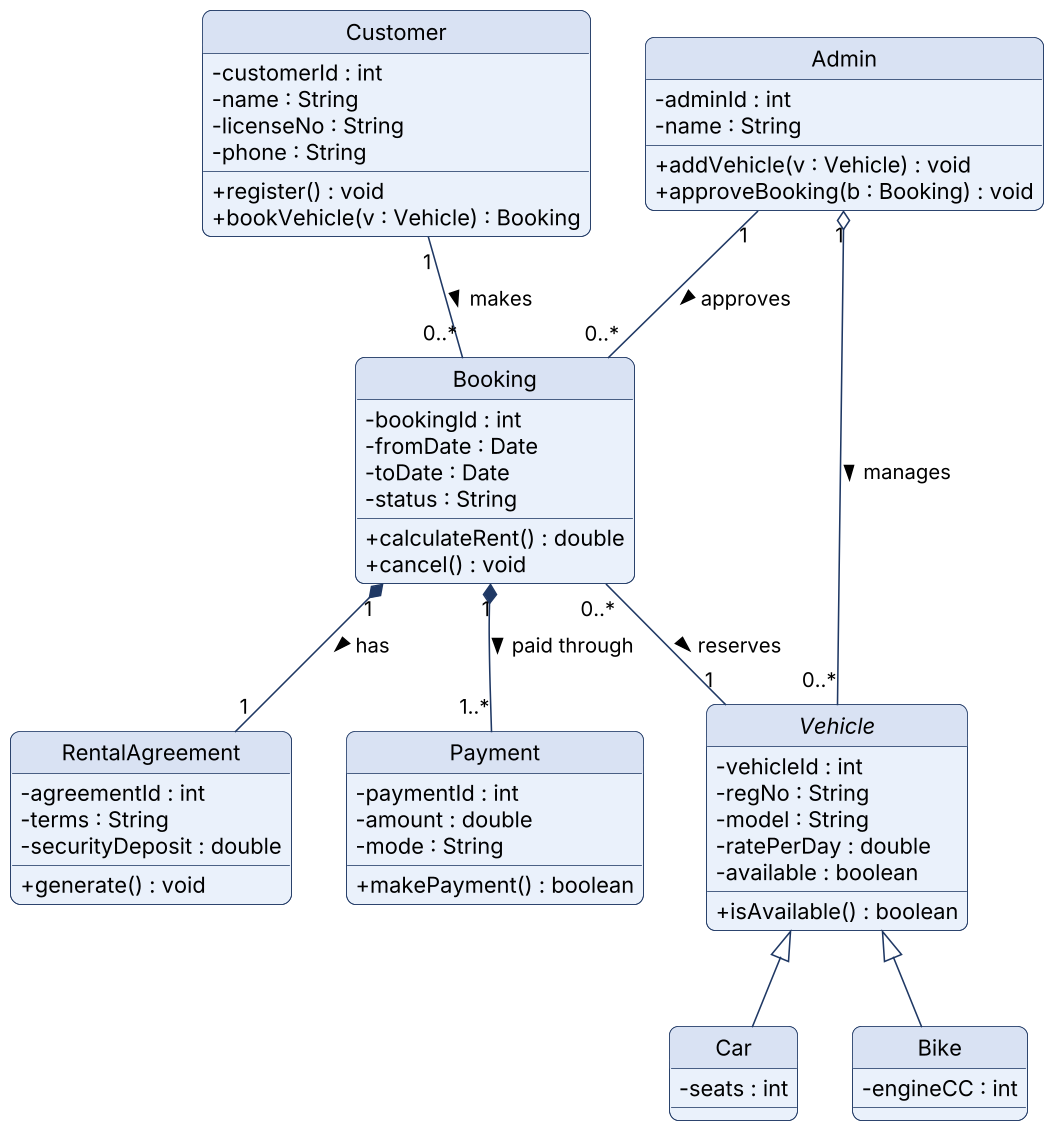 Customer
-customerId : int
-name : String
-licenseNo : String
-phone : String
+register() : void
+bookVehicle(v : Vehicle) : Booking
Admin
-adminId : int
-name : String
+addVehicle(v : Vehicle) : void
+approveBooking(b : Booking) : void
1
makes
0..*
1
approves
0..*
1
manages
0..*
Booking
-bookingId : int
-fromDate : Date
-toDate : Date
-status : String
+calculateRent() : double
+cancel() : void
1
has
1
1
paid through
1..*
0..*
reserves
1
RentalAgreement
-agreementId : int
-terms : String
-securityDeposit : double
+generate() : void
Payment
-paymentId : int
-amount : double
-mode : String
+makePayment() : boolean
Vehicle
-vehicleId : int
-regNo : String
-model : String
-ratePerDay : double
-available : boolean
+isAvailable() : boolean
Car
-seats : int
Bike
-engineCC : int